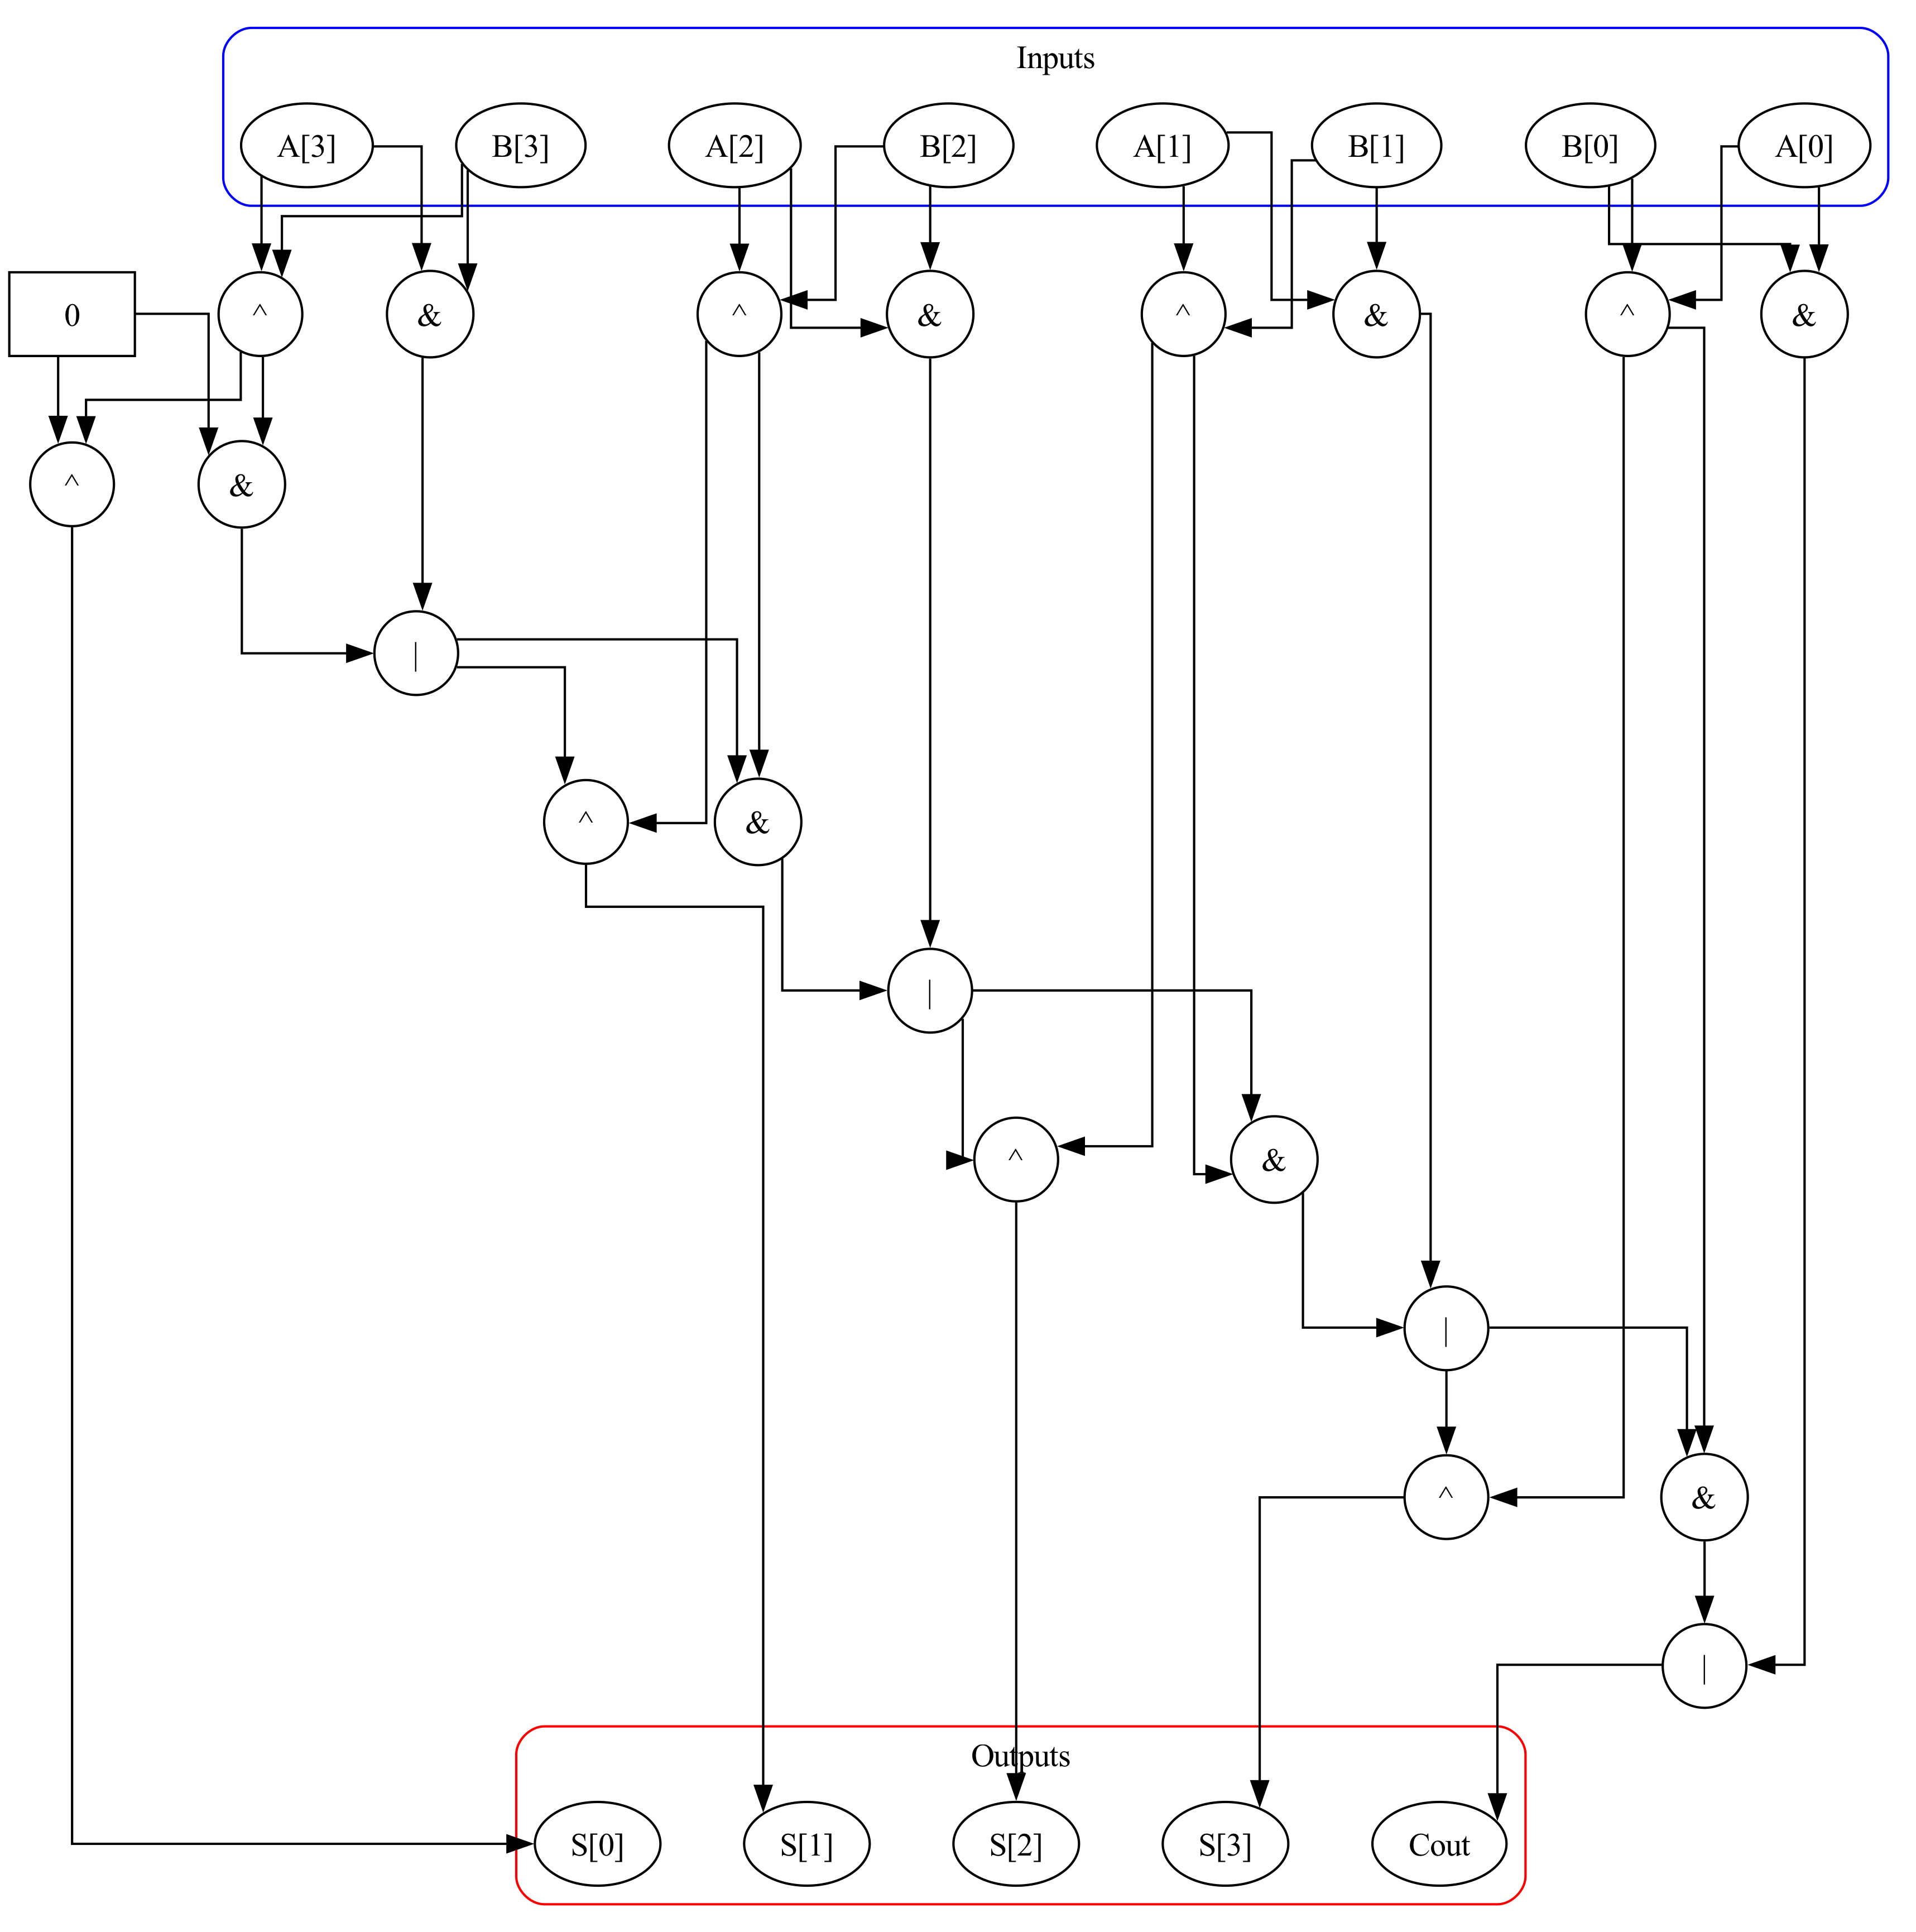 Inputs
A[3] B[3] A[2] B[2] A[1] B[1] B[0] A[0]
0 ^ & ^ & ^ & ^ &
^ &
|
^ &
|
^ &
|
^ &
|
Outputs
S[0] S[1] S[2] S[3] Cout